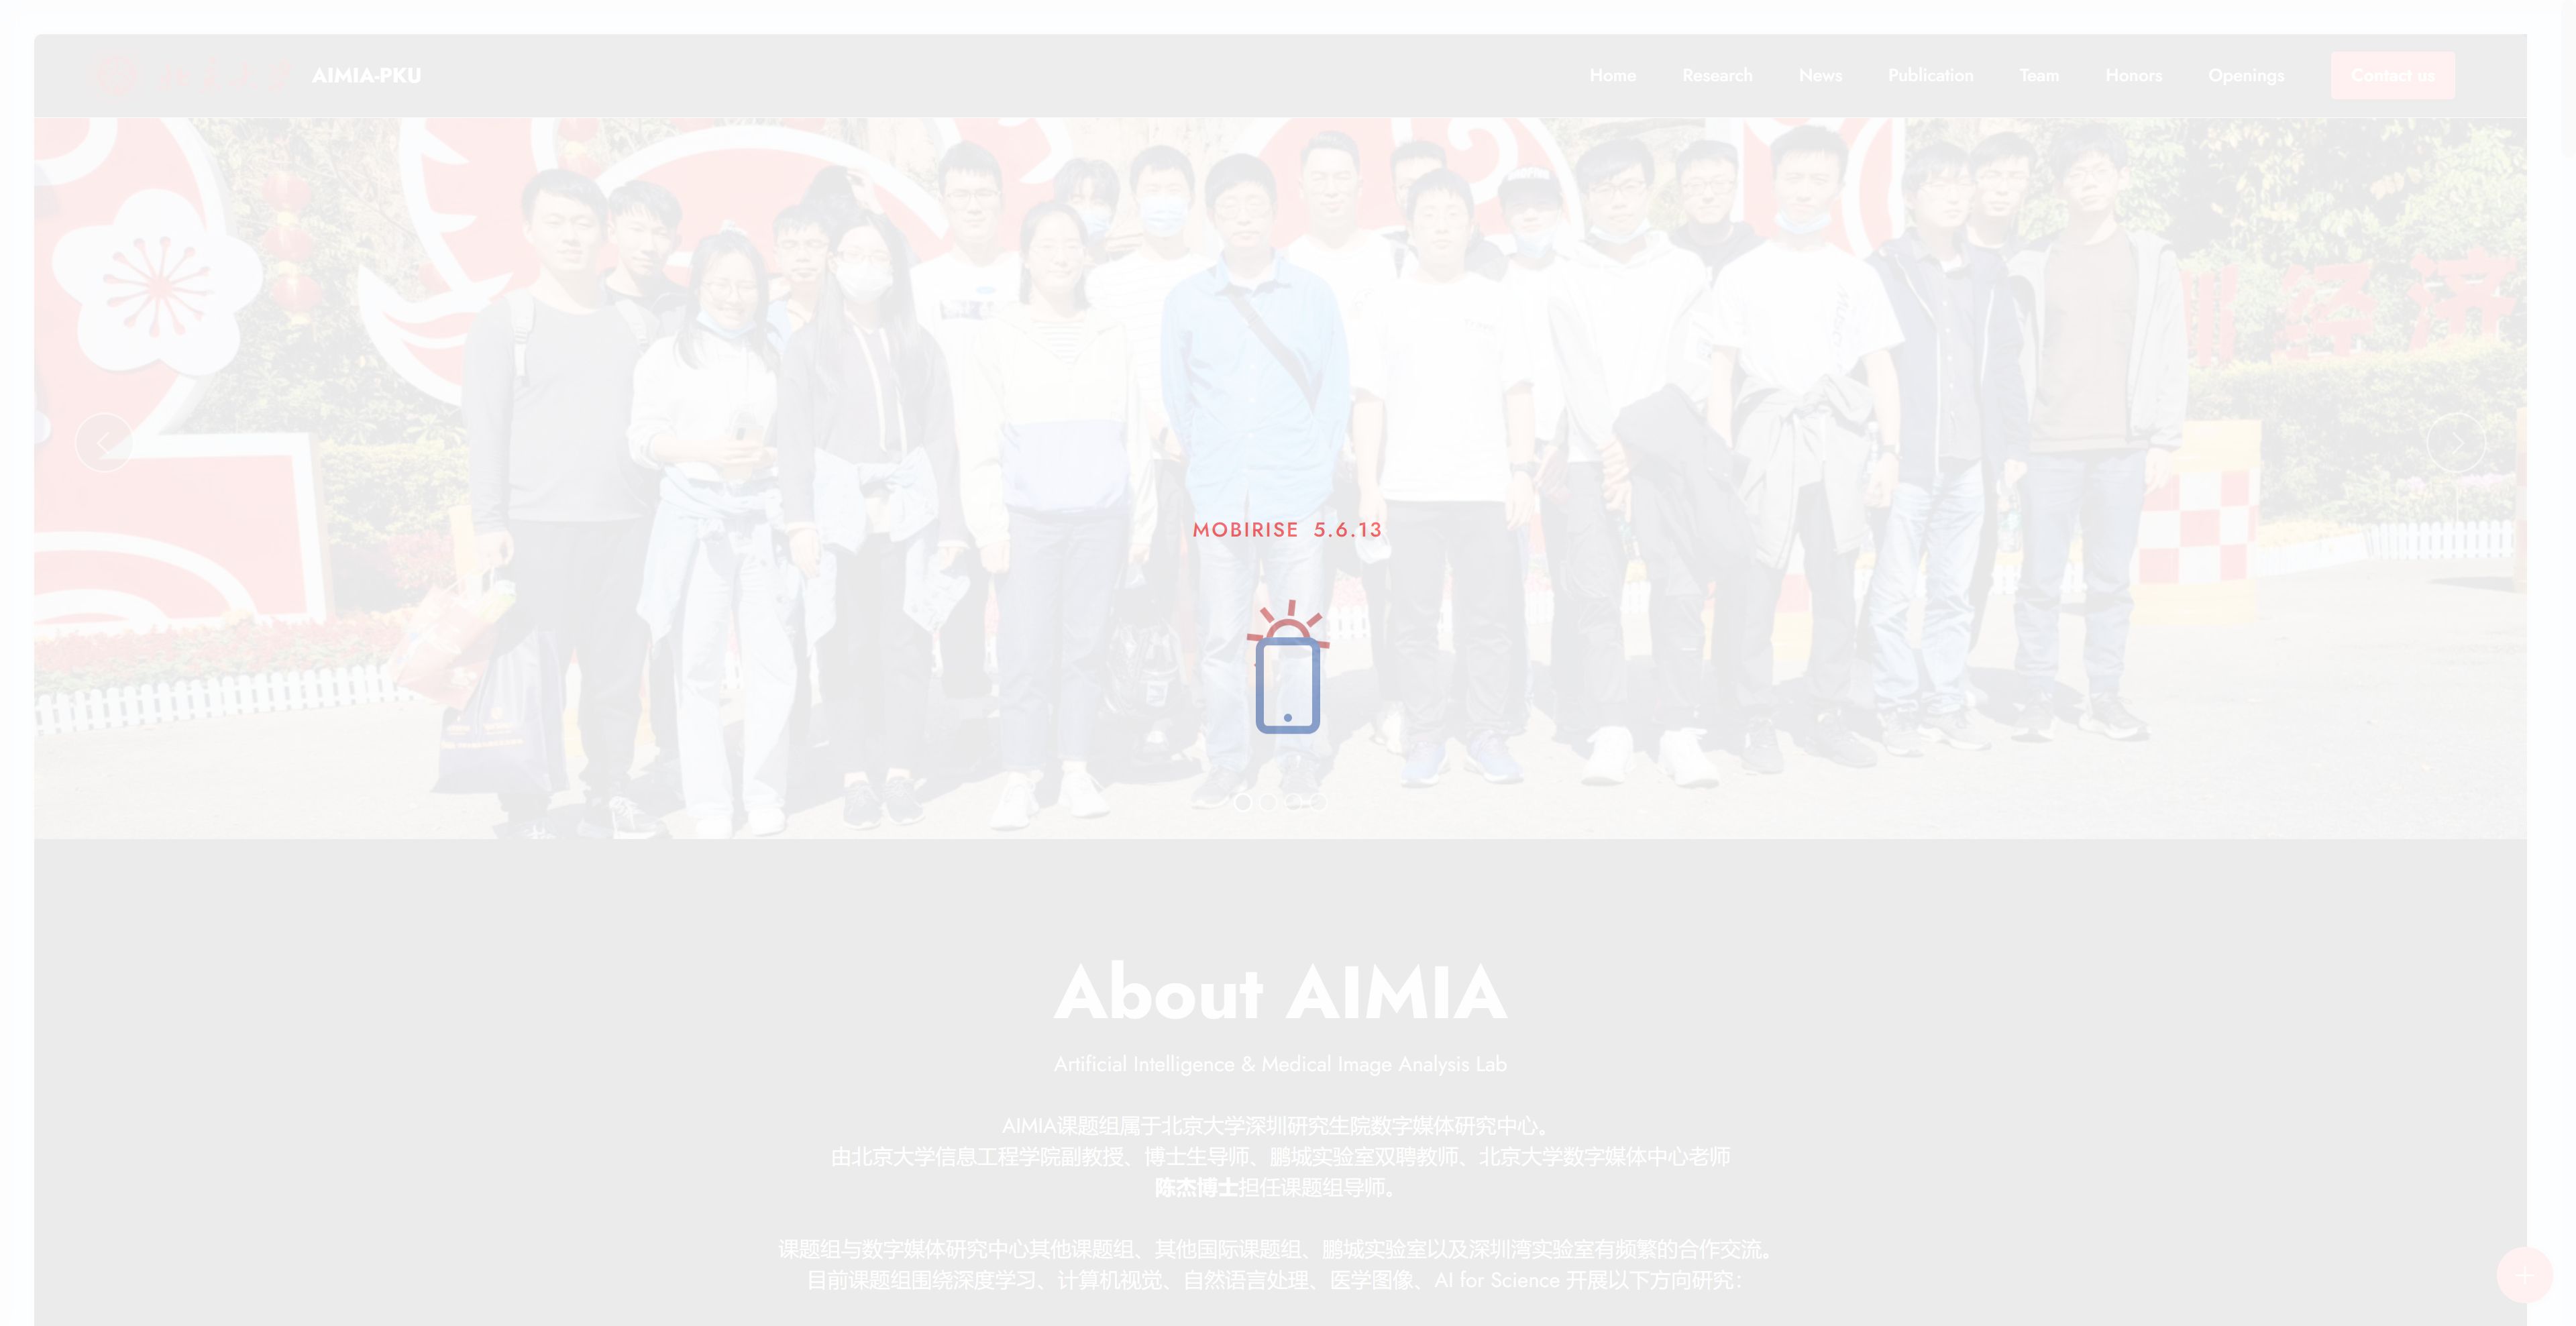 北京大学 AIMIA-PKU Home Research News Publication Team Honors Openings Contact us
圳经济
MOBIRISE 5.6.13
About AIMIA
Artificial Intelligence & Medical Image Analysis Lab
AIMIA课题组属于北京大学深圳研究生院数字媒体研究中心。
由北京大学信息工程学院副教授、博士生导师、鹏城实验室双聘教师、北京大学数字媒体中心老师
陈杰博士担任课题组导师。
课题组与数字媒体研究中心其他课题组、其他国际课题组、鹏城实验室以及深圳湾实验室有频繁的合作交流。
目前课题组围绕深度学习、计算机视觉、自然语言处理、医学图像、AI for Science 开展以下方向研究：